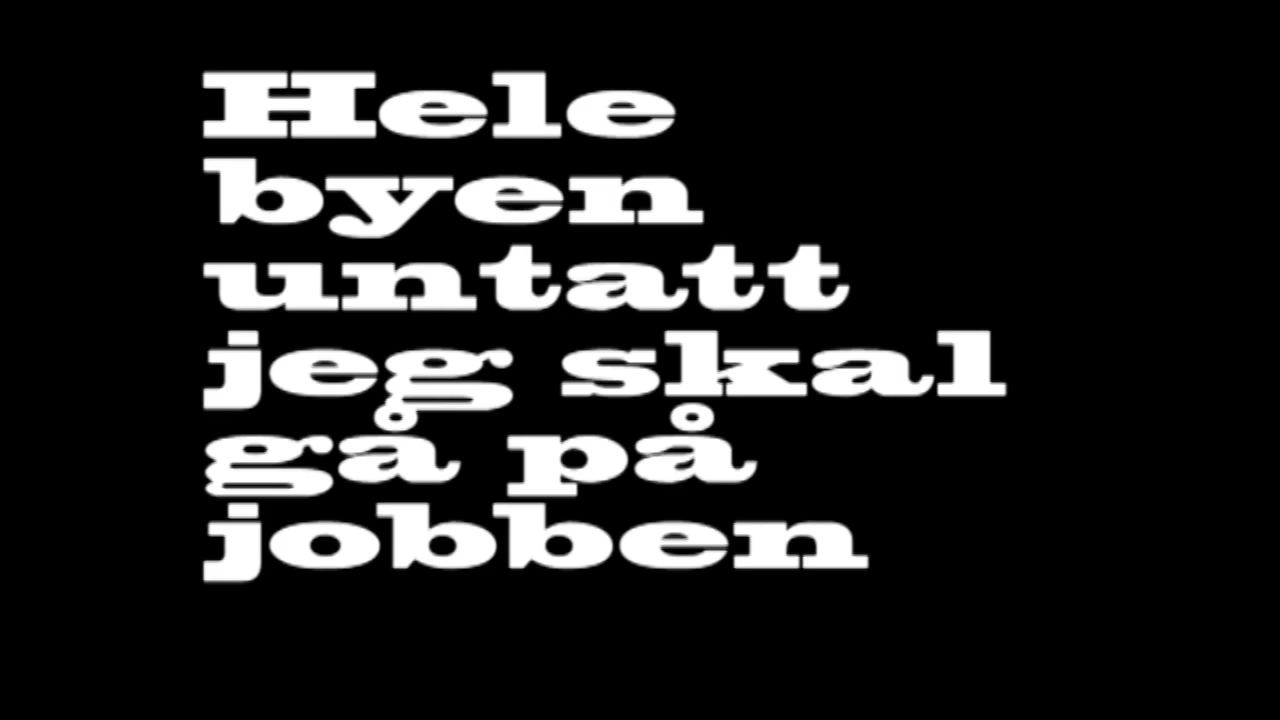 Hele
byen
untatt
jeg skal
gå på
jobben